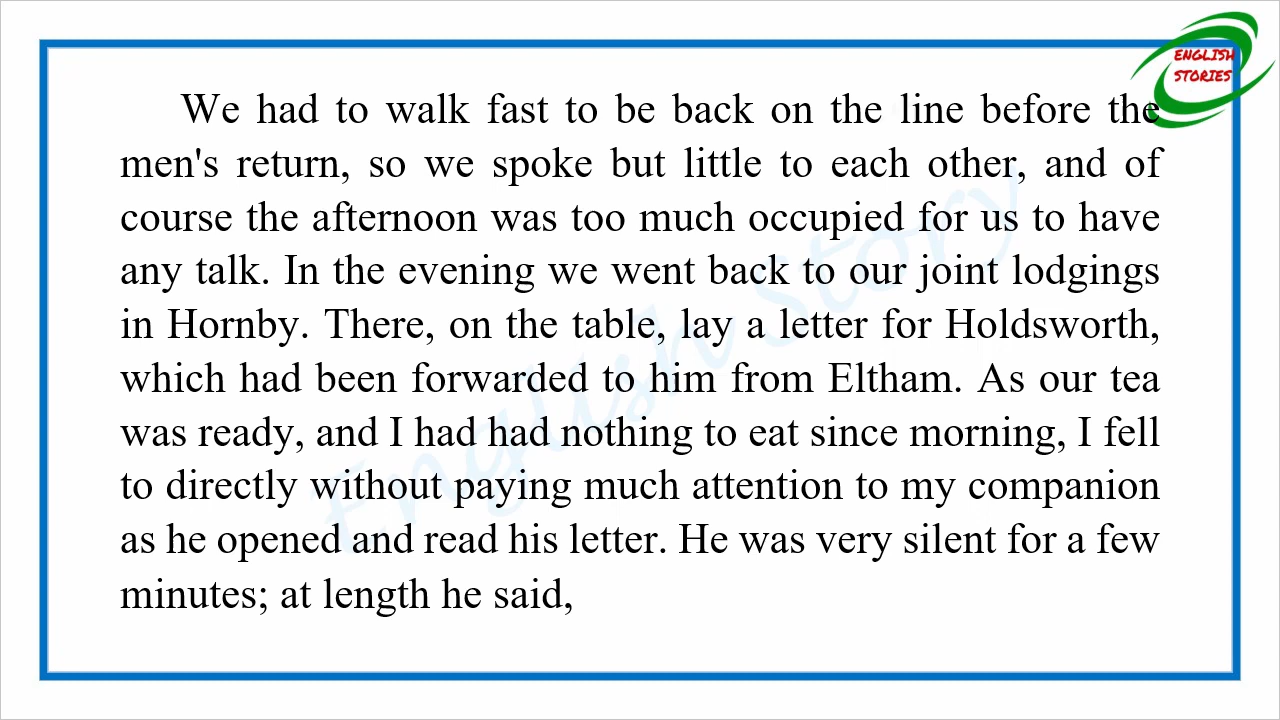 ENGLISH
STORIES
We had to walk fast to be back on the line before the
men's return, so we spoke but little to each other, and of
course the afternoon was too much occupied for us to have
any talk. In the evening we went back to our joint lodgings
in Hornby. There, on the table, lay a letter for Holdsworth,
which had been forwarded to him from Eltham. As our tea
was ready, and I had had nothing to eat since morning, I fell
to directly without paying much attention to my companion
as he opened and read his letter. He was very silent for a few
minutes; at length he said,
English Story